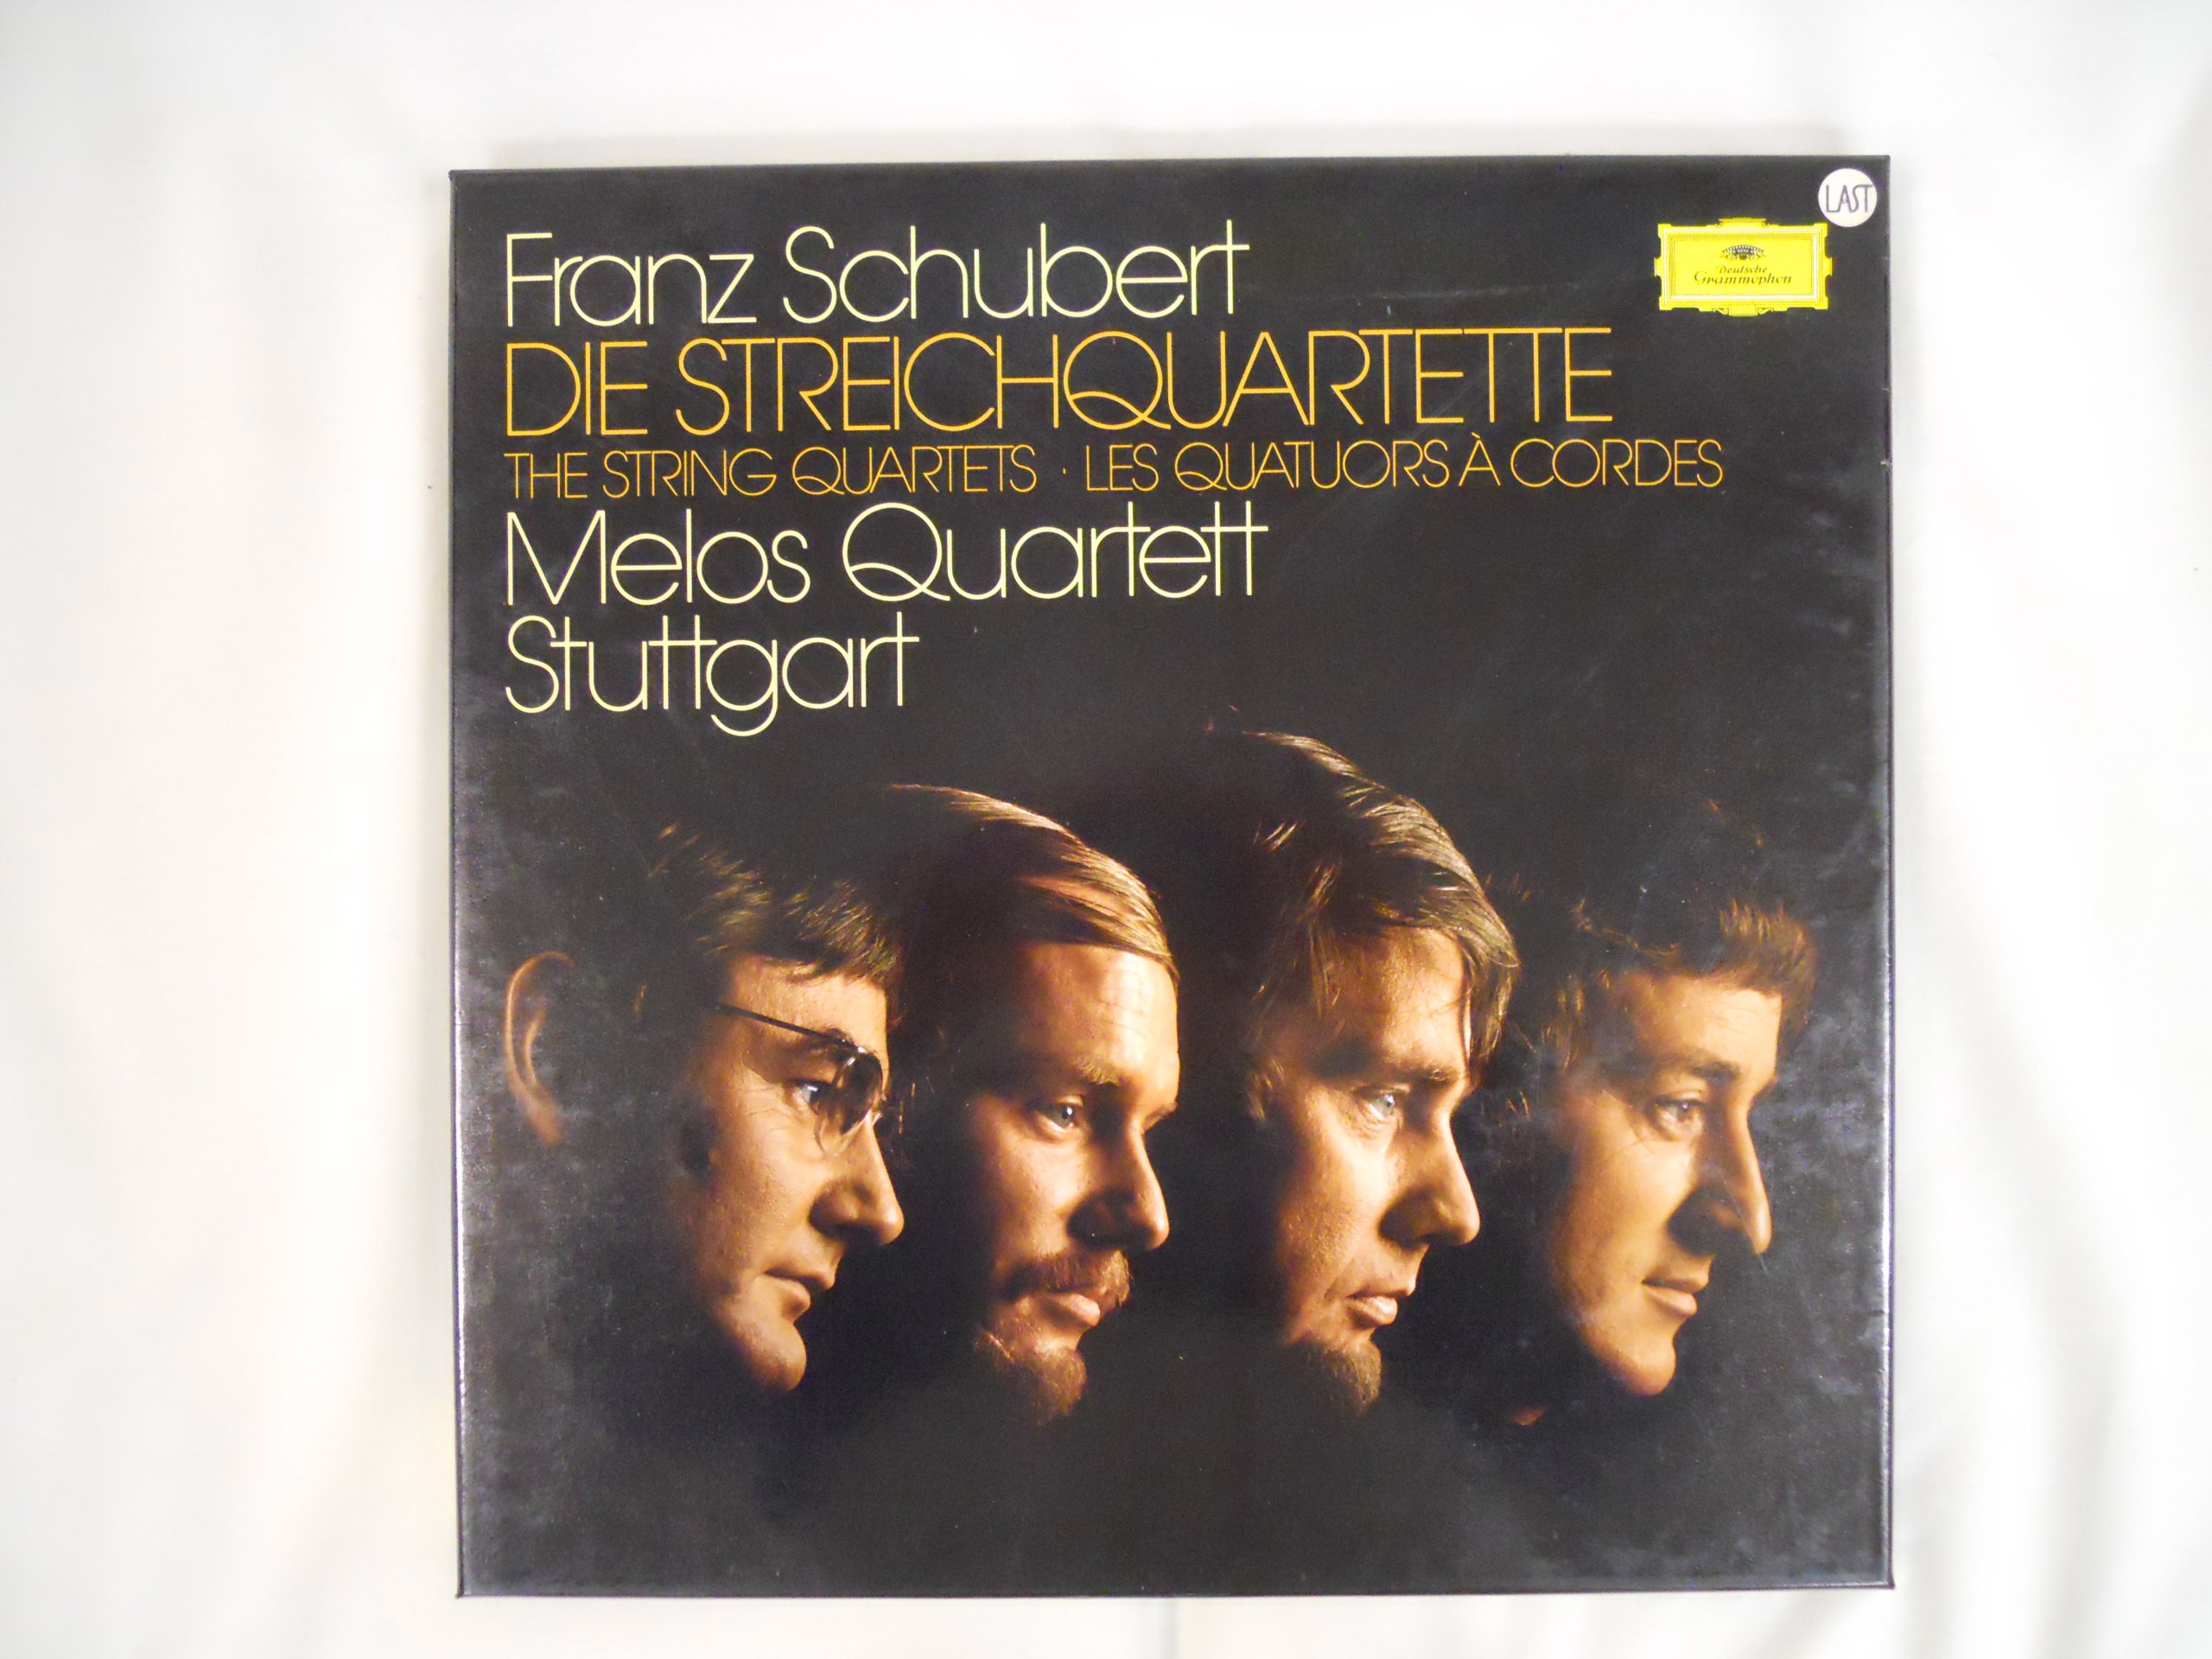 LAST
Franz Schubert
Deutsche
Grammophon
DIE STREICHQUARTETTE
THE STRING QUARTETS · LES QUATUORS À CORDES
Melos Quartett
Stuttgart